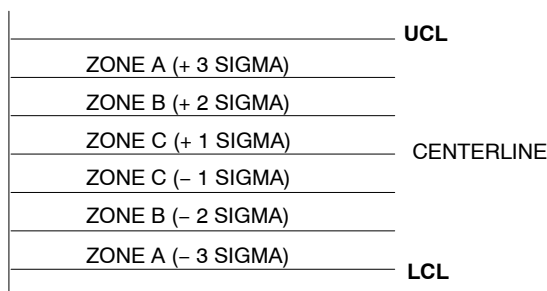 UCL
ZONE A (+ 3 SIGMA)
ZONE B (+ 2 SIGMA)
ZONE C (+ 1 SIGMA)
CENTERLINE
ZONE C (− 1 SIGMA)
ZONE B (− 2 SIGMA)
ZONE A (− 3 SIGMA)
LCL